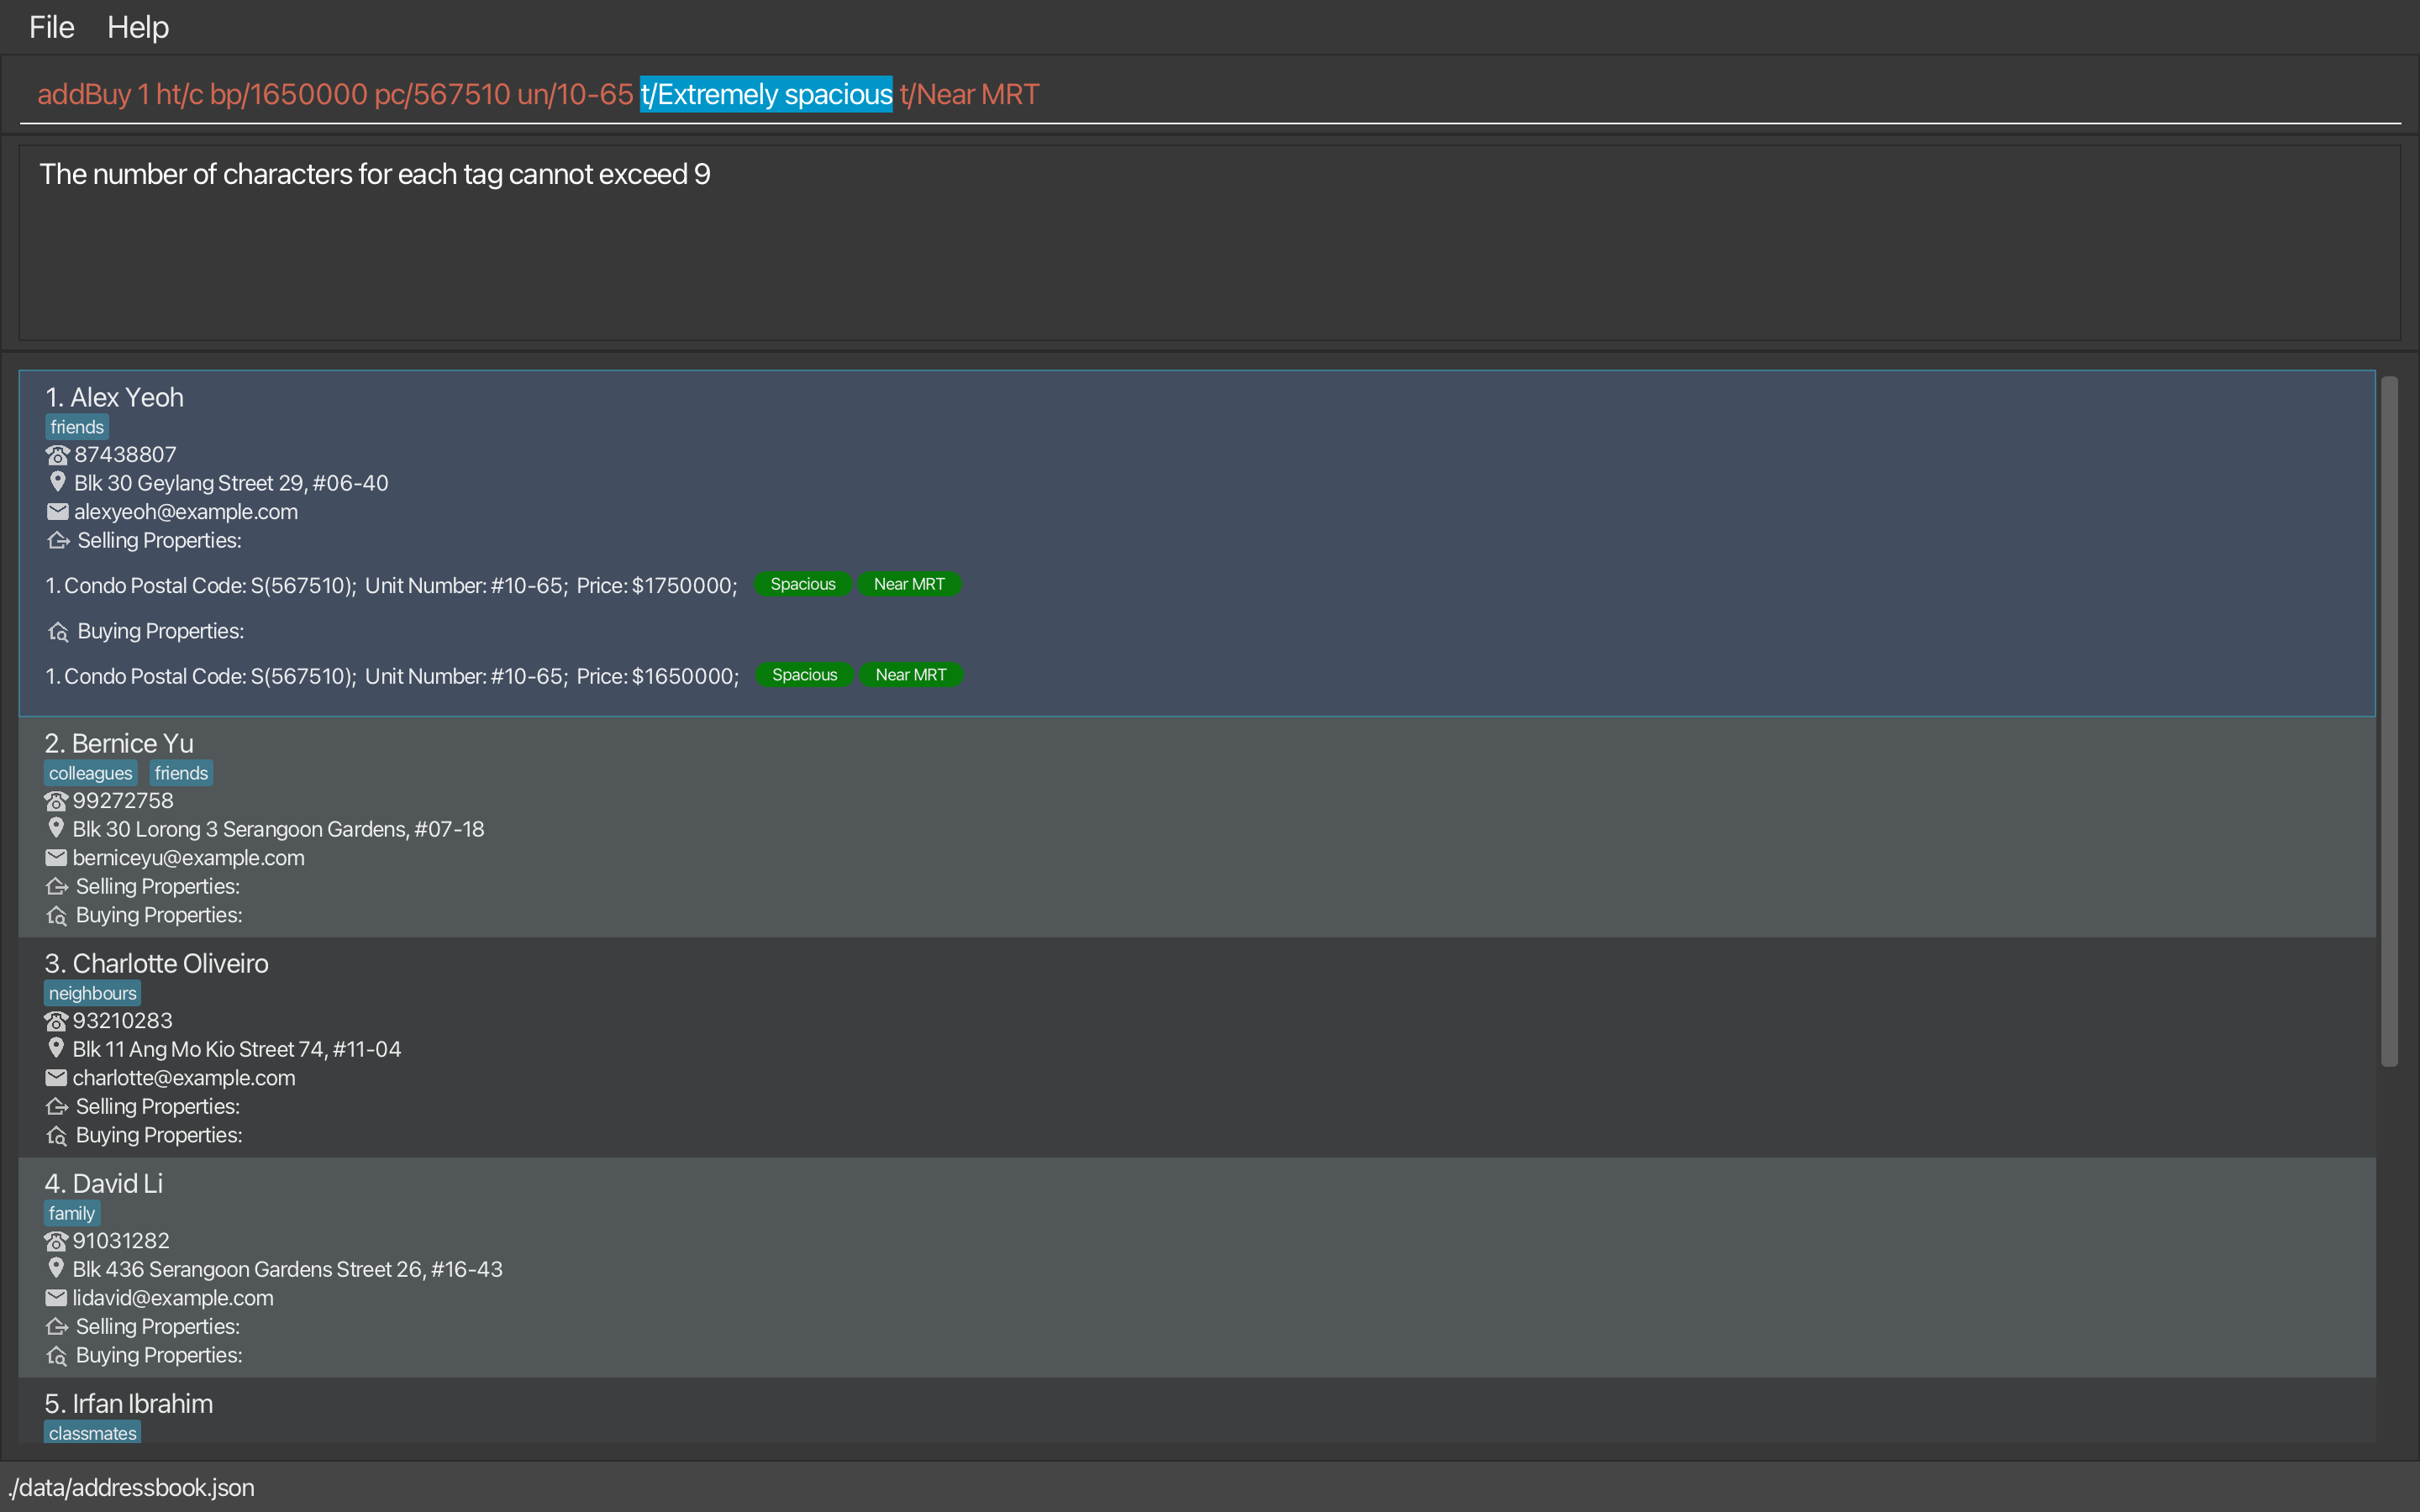 File Help
addBuy 1 ht/c bp/1650000 pc/567510 un/10-65 t/Extremely spacious t/Near MRT
The number of characters for each tag cannot exceed 9
1. Alex Yeoh
friends
87438807
Blk 30 Geylang Street 29, #06-40
alexyeoh@example.com
Selling Properties:
1. Condo Postal Code: S(567510); Unit Number: #10-65; Price: $1750000; Spacious Near MRT
Buying Properties:
1. Condo Postal Code: S(567510); Unit Number: #10-65; Price: $1650000; Spacious Near MRT
2. Bernice Yu
colleagues friends
99272758
Blk 30 Lorong 3 Serangoon Gardens, #07-18
berniceyu@example.com
Selling Properties:
Buying Properties:
3. Charlotte Oliveiro
neighbours
93210283
Blk 11 Ang Mo Kio Street 74, #11-04
charlotte@example.com
Selling Properties:
Buying Properties:
4. David Li
family
91031282
Blk 436 Serangoon Gardens Street 26, #16-43
lidavid@example.com
Selling Properties:
Buying Properties:
5. Irfan Ibrahim
classmates
./data/addressbook.json